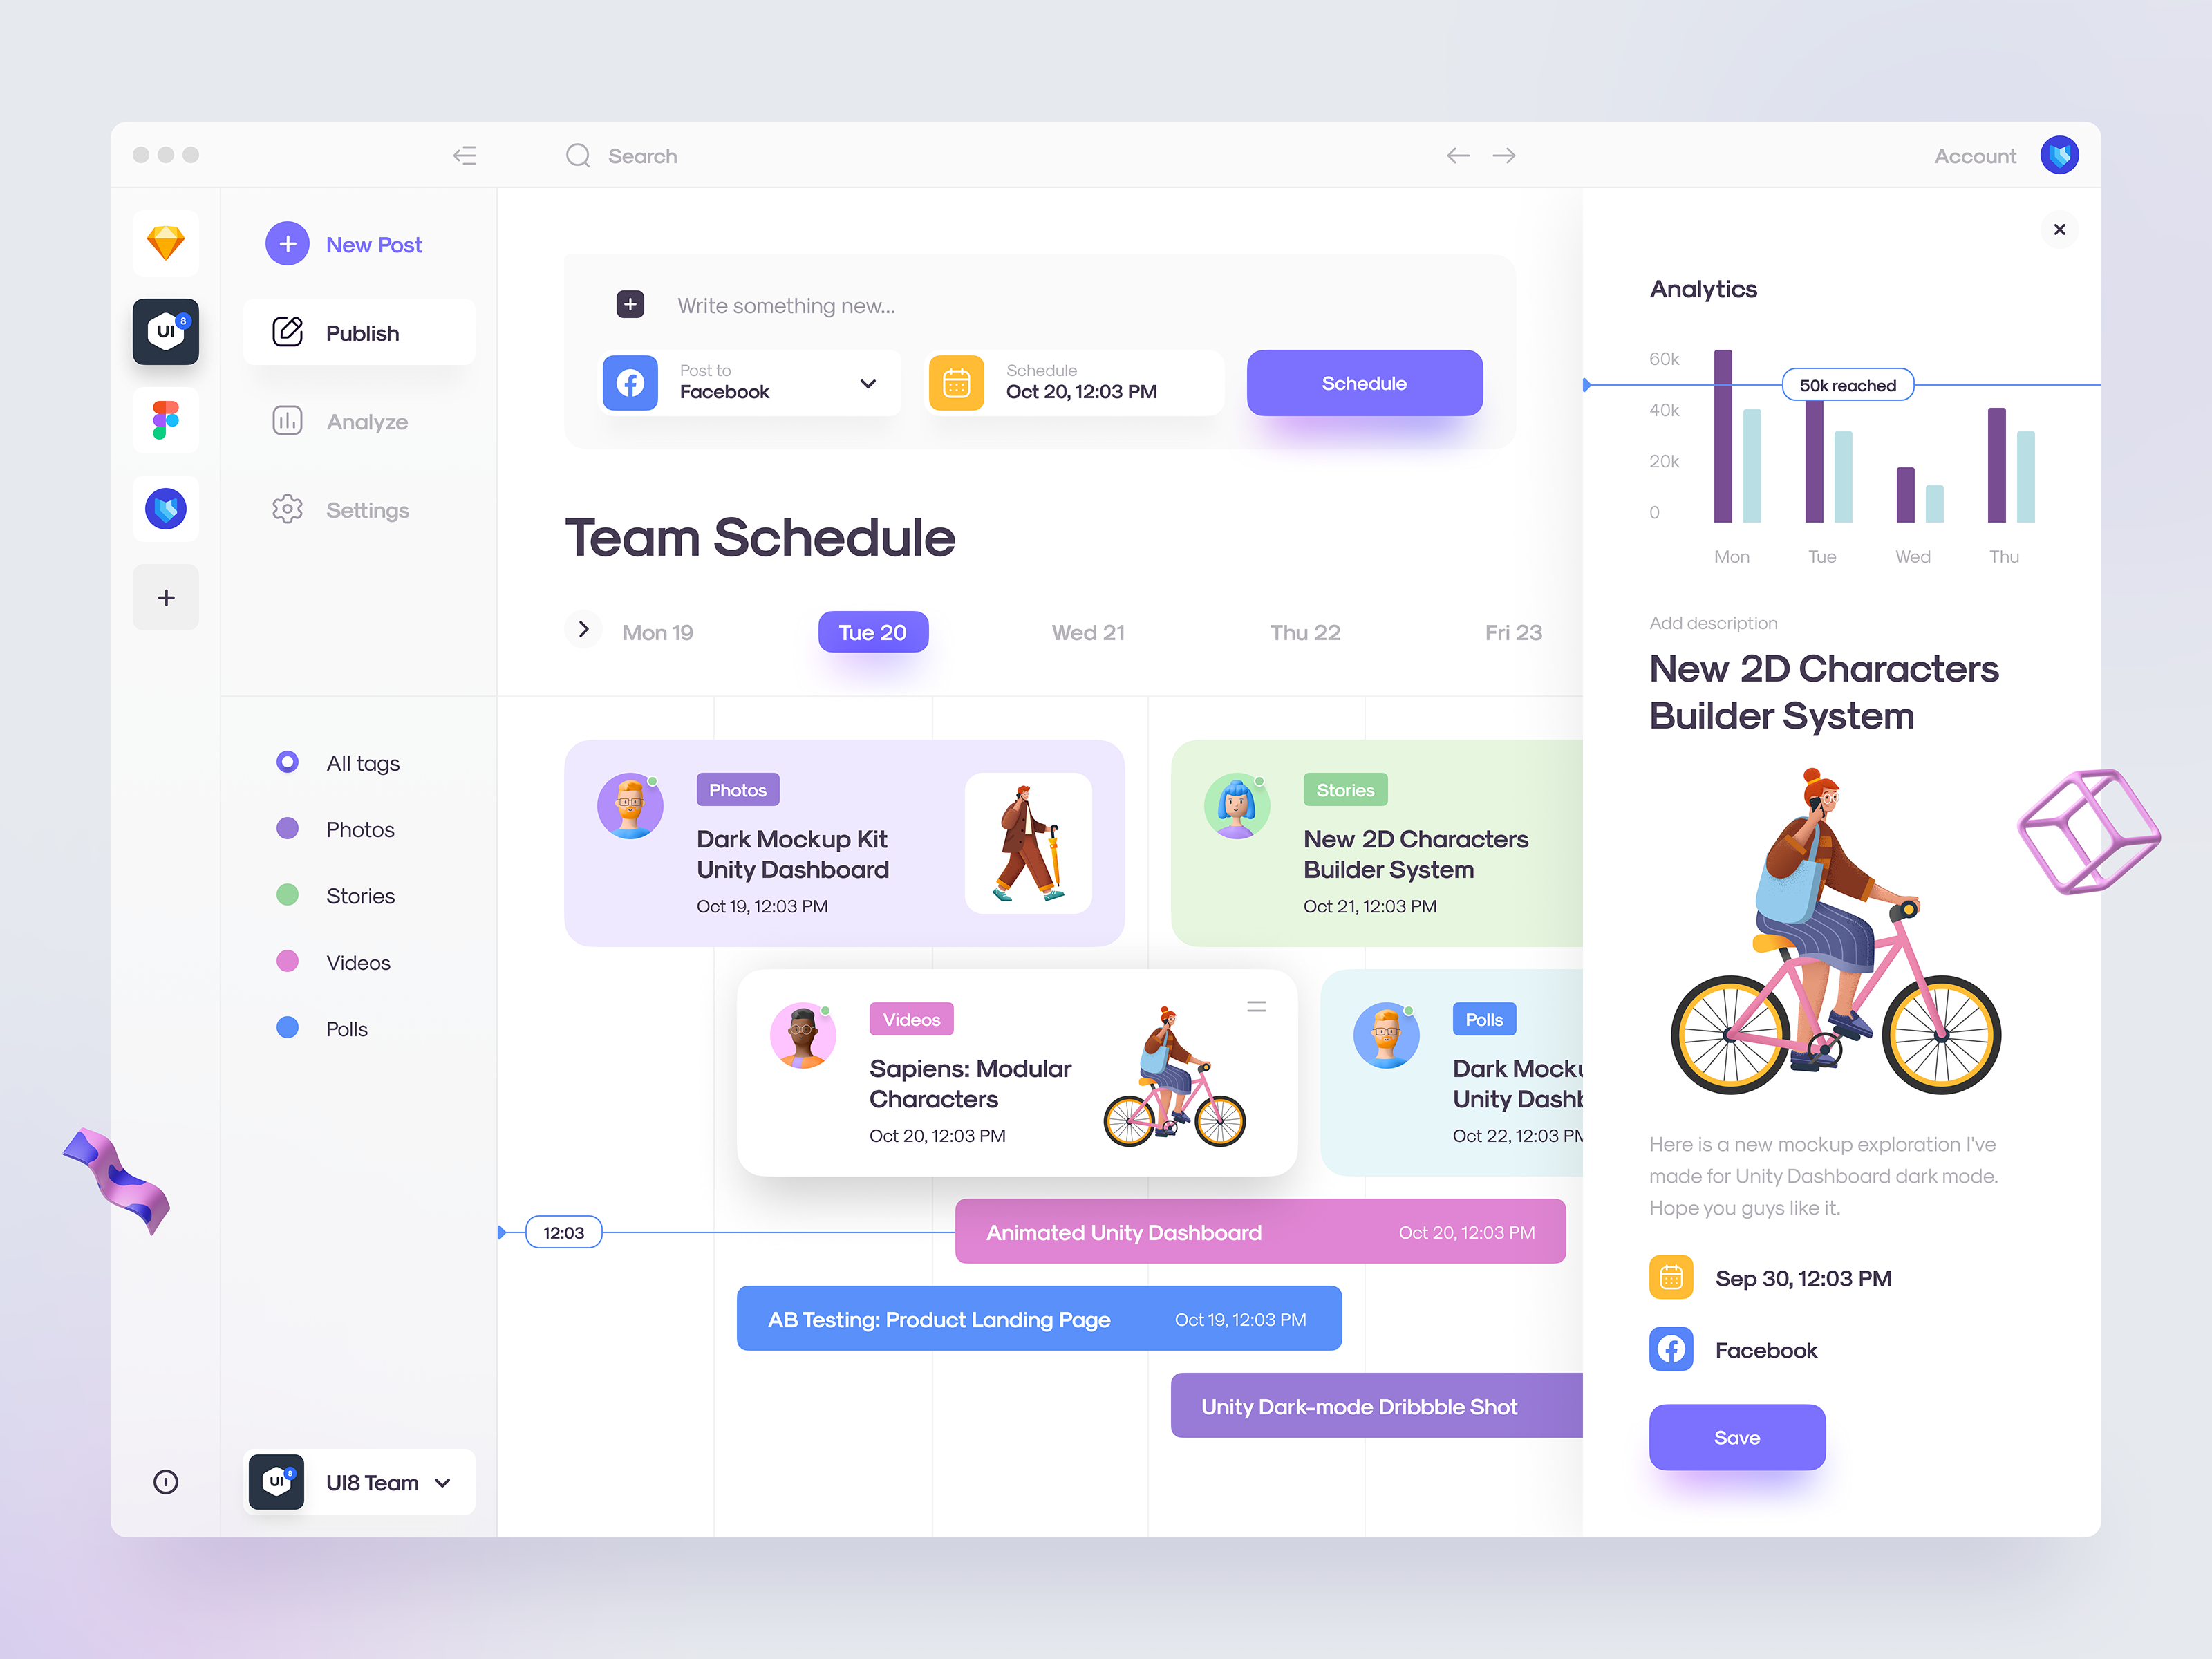 Search
Account
New Post
UI 8
Publish
Analyze
Settings
All tags
Photos
Stories
Videos
Polls
UI 8
UI8 Team
Write something new...
Post to
Facebook
Schedule
Oct 20, 12:03 PM
Schedule
Team Schedule
Mon 19
Tue 20
Wed 21
Thu 22
Fri 23
Photos
Dark Mockup Kit
Unity Dashboard
Oct 19, 12:03 PM
Stories
New 2D Characters
Builder System
Oct 21, 12:03 PM
Videos
Sapiens: Modular
Characters
Oct 20, 12:03 PM
Polls
Dark Mocku
Unity Dashb
Oct 22, 12:03 PM
12:03
Animated Unity Dashboard
Oct 20, 12:03 PM
AB Testing: Product Landing Page
Oct 19, 12:03 PM
Unity Dark-mode Dribbble Shot
Analytics
60k
50k reached
40k
20k
0
Mon
Tue
Wed
Thu
Add description
New 2D Characters
Builder System
Here is a new mockup exploration I've
made for Unity Dashboard dark mode.
Hope you guys like it.
Sep 30, 12:03 PM
Facebook
Save